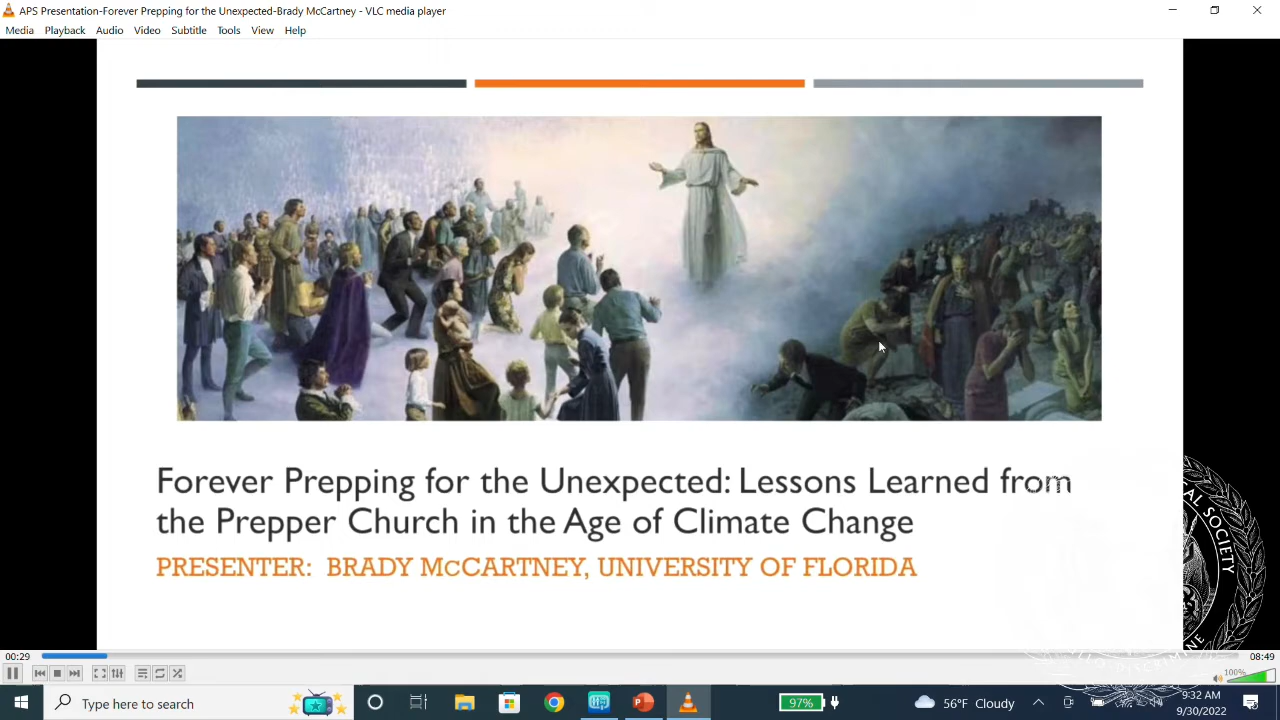 APS Presentation-Forever Prepping for the Unexpected-Brady McCartney - VLC media player
Media Playback Audio Video Subtitle Tools View Help
Forever Prepping for the Unexpected: Lessons Learned from
the Prepper Church in the Age of Climate Change
PRESENTER: BRADY McCARTNEY, UNIVERSITY OF FLORIDA
AL SOCIETY
00:29
08:49
100%
Type here to search
97%
56°F Cloudy
9:32 AM
9/30/2022